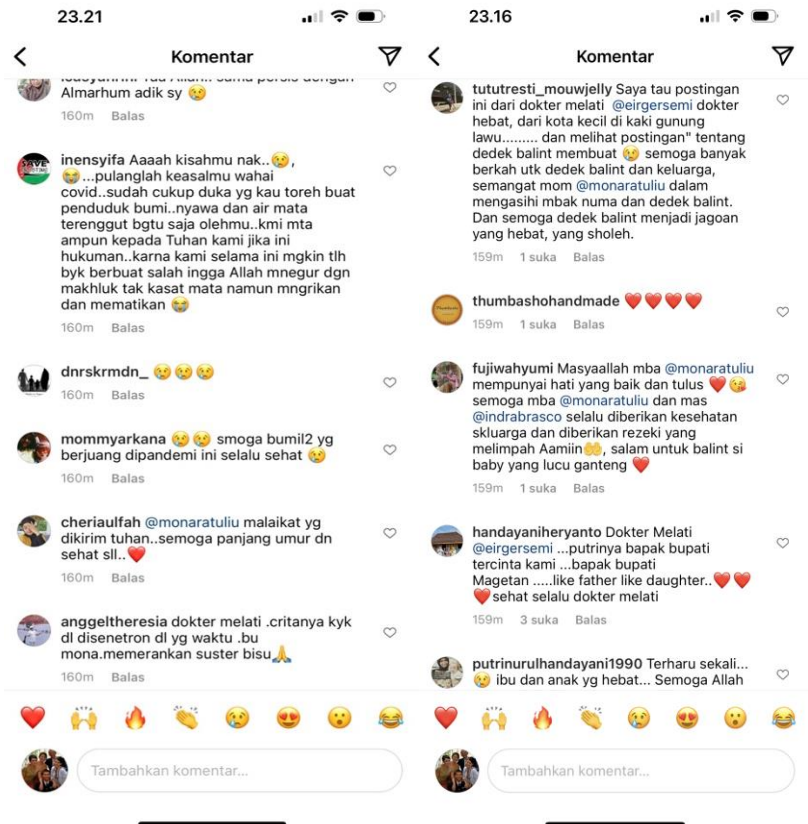 23.21
Komentar
Almarhum adik sy 😢
160m Balas
inensyifa Aaaah kisahmu nak..😢,
😭...pulanglah keasalmu wahai
covid..sudah cukup duka yg kau toreh buat
penduduk bumi..nyawa dan air mata
terenggut bgtu saja olehmu..kmi mta
ampun kepada Tuhan kami jika ini
hukuman..karna kami selama ini mgkin tlh
byk berbuat salah ingga Allah mnegur dgn
makhluk tak kasat mata namun mngrikan
dan mematikan 😭
160m Balas
dnrskrmdn_ 😢😢😢
160m Balas
mommyarkana 😢😢 smoga bumil2 yg
berjuang dipandemi ini selalu sehat 😢
160m Balas
cheriaulfah @monaratuliu malaikat yg
dikirim tuhan..semoga panjang umur dn
sehat sll..❤️
160m Balas
anggeltheresia dokter melati .critanya kyk
dl disenetron dl yg waktu .bu
mona.memerankan suster bisu🙏
160m Balas
Tambahkan komentar...
23.16
Komentar
tututresti_mouwjelly Saya tau postingan
ini dari dokter melati @eirgersemi dokter
hebat, dari kota kecil di kaki gunung
lawu......... dan melihat postingan" tentang
dedek balint membuat 😢 semoga banyak
berkah utk dedek balint dan keluarga,
semangat mom @monaratuliu dalam
mengasihi mbak numa dan dedek balint.
Dan semoga dedek balint menjadi jagoan
yang hebat, yang sholeh.
159m 1 suka Balas
thumbashohandmade ❤️❤️❤️❤️
159m 1 suka Balas
fujiwahyumi Masyaallah mba @monaratuliu
mempunyai hati yang baik dan tulus ❤️😘
semoga mba @monaratuliu dan mas
@indrabrasco selalu diberikan kesehatan
skluarga dan diberikan rezeki yang
melimpah Aamiin🤲, salam untuk balint si
baby yang lucu ganteng ❤️
159m 1 suka Balas
handayaniheryanto Dokter Melati
@eirgersemi ...putrinya bapak bupati
tercinta kami ...bapak bupati
Magetan .....like father like daughter..❤️❤️
❤️sehat selalu dokter melati
159m 3 suka Balas
putrinurulhandayani1990 Terharu sekali...
😢 ibu dan anak yg hebat... Semoga Allah
Tambahkan komentar...